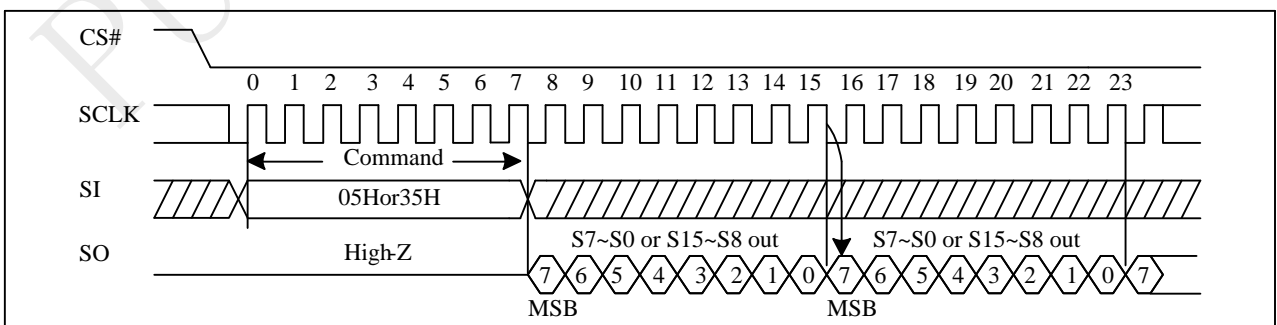 CS#
0 1 2 3 4 5 6 7 8 9 10 11 12 13 14 15 16 17 18 19 20 21 22 23
SCLK
Command
SI
05Hor35H
S7~S0 or S15~S8 out S7~S0 or S15~S8 out
SO
High-Z
7 6 5 4 3 2 1 0 7 6 5 4 3 2 1 0 7
MSB MSB